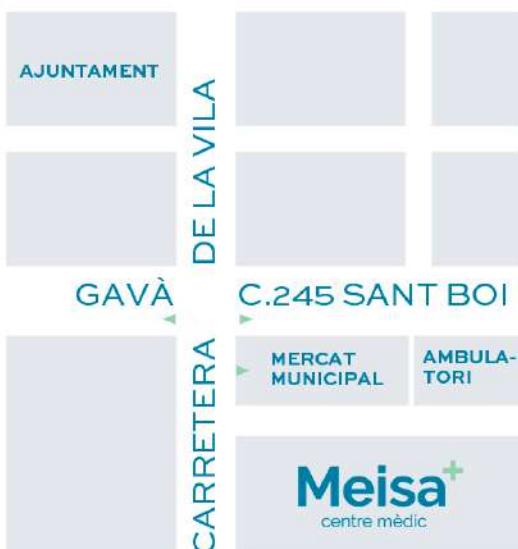 AJUNTAMENT
CARRETERA DE LA VILA
GAVÀ
C.245 SANT BOI
MERCAT
MUNICIPAL
AMBULA-
TORI
Meisa+
centre mèdic